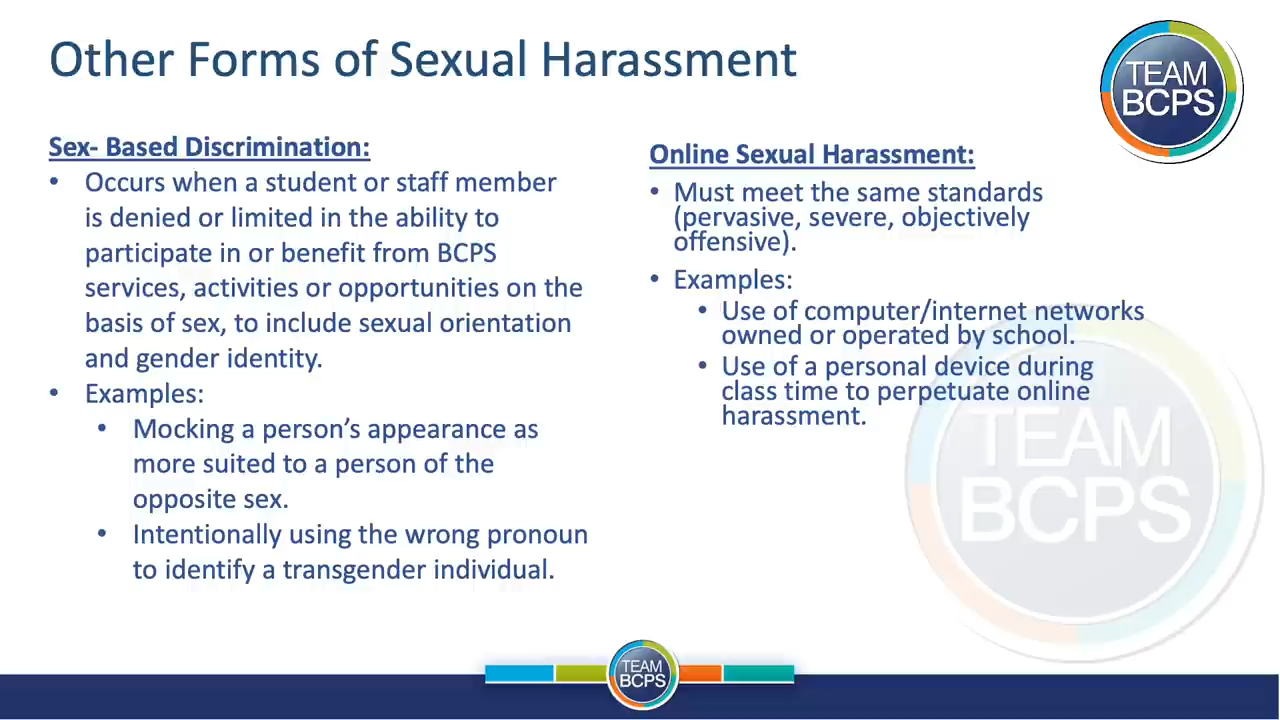 Other Forms of Sexual Harassment
TEAM
BCPS
Sex- Based Discrimination:
• Occurs when a student or staff member
is denied or limited in the ability to
participate in or benefit from BCPS
services, activities or opportunities on the
basis of sex, to include sexual orientation
and gender identity.
• Examples:
• Mocking a person’s appearance as
more suited to a person of the
opposite sex.
• Intentionally using the wrong pronoun
to identify a transgender individual.
Online Sexual Harassment:
• Must meet the same standards
(pervasive, severe, objectively
offensive).
• Examples:
• Use of computer/internet networks
owned or operated by school.
• Use of a personal device during
class time to perpetuate online
harassment.
TEAM
BCPS
TEAM
BCPS